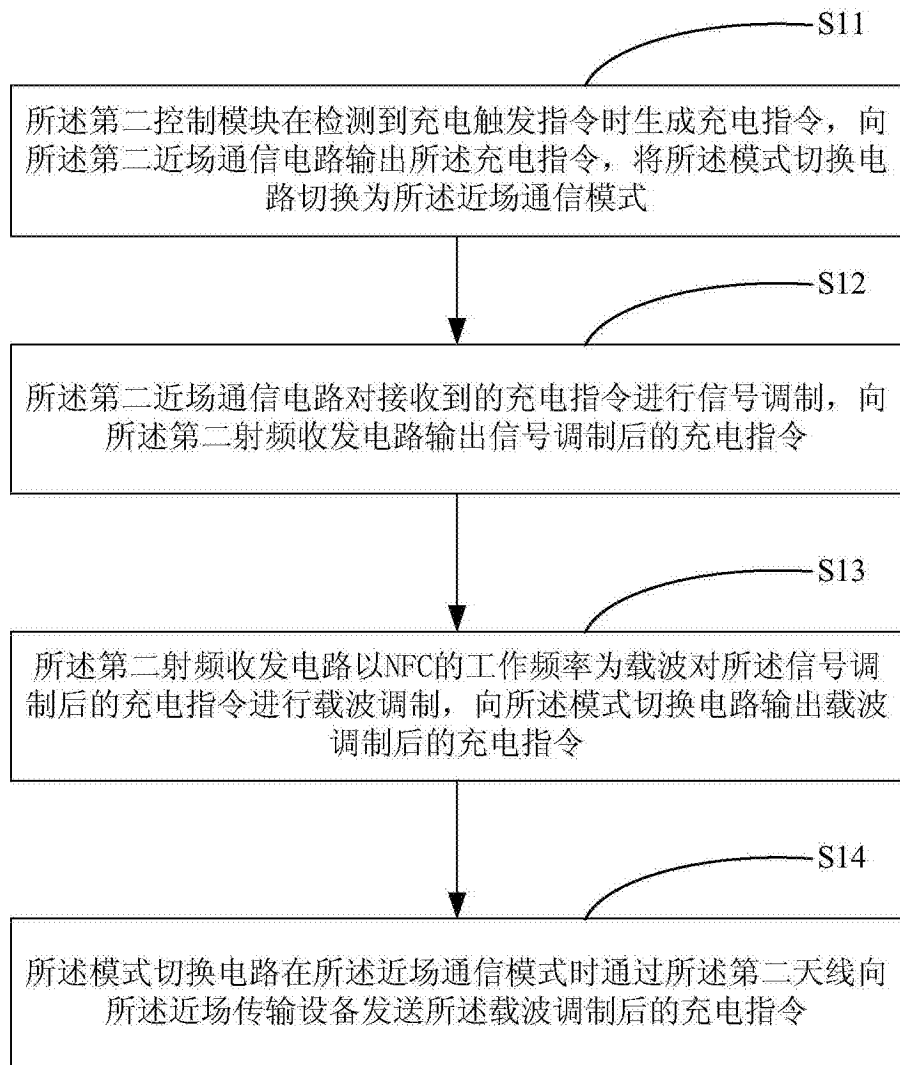 S11
所述第二控制模块在检测到充电触发指令时生成充电指令，向
所述第二近场通信电路输出所述充电指令，将所述模式切换电
路切换为所述近场通信模式
S12
所述第二近场通信电路对接收到的充电指令进行信号调制，向
所述第二射频收发电路输出信号调制后的充电指令
S13
所述第二射频收发电路以NFC的工作频率为载波对所述信号调
制后的充电指令进行载波调制，向所述模式切换电路输出载波
调制后的充电指令
S14
所述模式切换电路在所述近场通信模式时通过所述第二天线向
所述近场传输设备发送所述载波调制后的充电指令